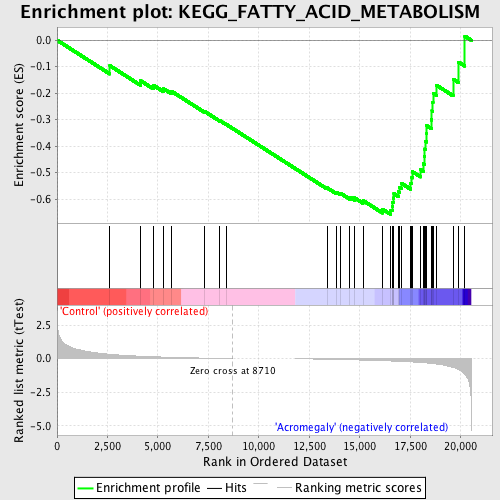 Enrichment plot: KEGG_FATTY_ACID_METABOLISM
Enrichment score (ES)
0.0
-0.1
-0.2
-0.3
-0.4
-0.5
-0.6
'Control' (positively correlated)
Ranked list metric (tTest)
2.5
0.0
-2.5
-5.0
Zero cross at 8710
'Acromegaly' (negatively correlated)
0 2,500 5,000 7,500 10,000 12,500 15,000 17,500 20,000
Rank in Ordered Dataset
Enrichment profile Hits Ranking metric scores